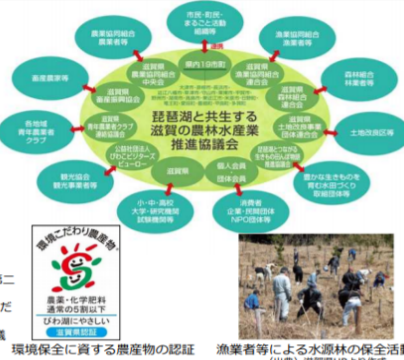 市民・町民・
まるごと活動
組織等
連携
農業協同組合
農業者等
漁業協同組合
漁業者等
滋賀県
農業協同組合
中央会
県内19市町
滋賀県
漁業協同組合
連合会
畜産農家等
滋賀県
畜産振興協会
滋賀県
森林組合
連合会
森林組合
林業者等
琵琶湖と共生する
滋賀の農林水産業
推進協議会
各地域
青年農業者
クラブ
滋賀県
青年農業者クラブ
連絡協議会
滋賀県
土地改良事業
団体連合会
土地改良区等
公益社団法人
びわこビジターズ
ビューロー
琵琶湖とつながる
生きもの田んぼ物語
推進協議会
観光協会
観光事業者等
滋賀県
個人会員
団体会員
豊かな生きものを
育む水田づくり
取組団体等
小・中・高校
大学・研究機関
試験機関等
消費者
企業・民間団体
NPO団体等
環境こだわり農産物
農薬・化学肥料
通常の5割以下
びわ湖にやさしい
滋賀県認証
環境保全に資する農産物の認証
漁業者等による水源林の保全活動